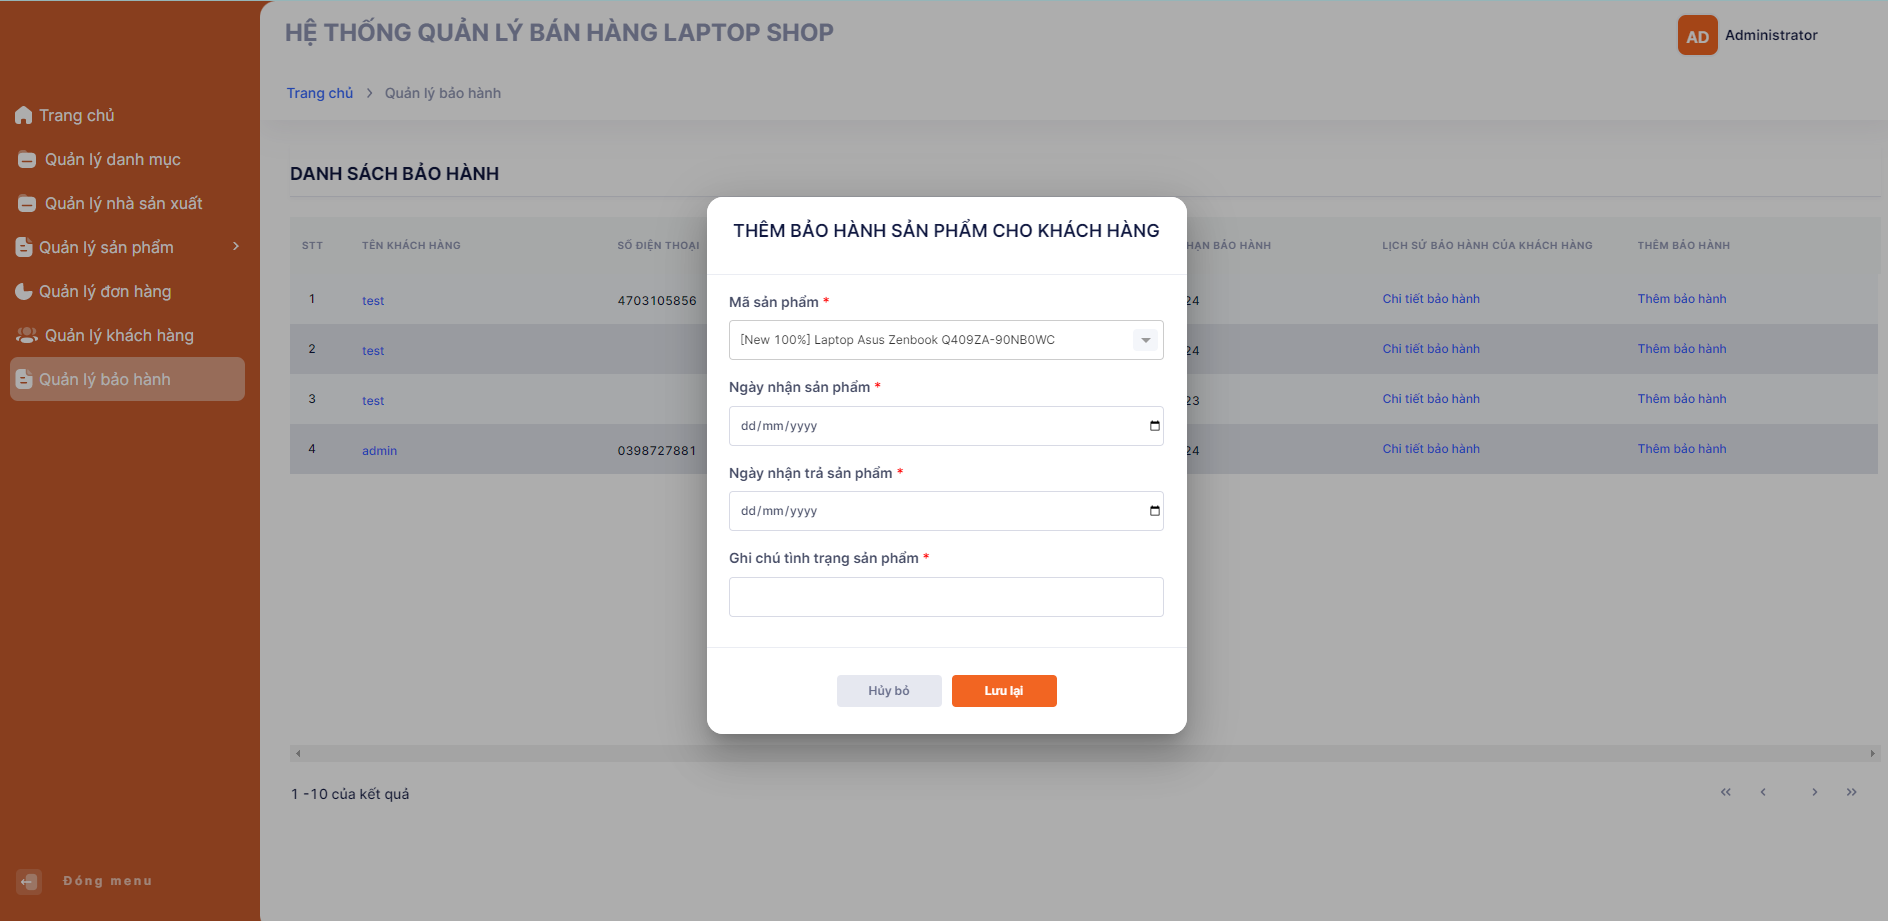 HỆ THỐNG QUẢN LÝ BÁN HÀNG LAPTOP SHOP
AD Administrator
Trang chủ > Quản lý bảo hành
Trang chủ
Quản lý danh mục
Quản lý nhà sản xuất
Quản lý sản phẩm
Quản lý đơn hàng
Quản lý khách hàng
Quản lý bảo hành
Đóng menu
DANH SÁCH BẢO HÀNH
STT TÊN KHÁCH HÀNG SỐ ĐIỆN THOẠI HẠN BẢO HÀNH LỊCH SỬ BẢO HÀNH CỦA KHÁCH HÀNG THÊM BẢO HÀNH
1 test 4703105856 24 Chi tiết bảo hành Thêm bảo hành
2 test 24 Chi tiết bảo hành Thêm bảo hành
3 test 23 Chi tiết bảo hành Thêm bảo hành
4 admin 0398727881 24 Chi tiết bảo hành Thêm bảo hành
1 -10 của kết quả
THÊM BẢO HÀNH SẢN PHẨM CHO KHÁCH HÀNG
Mã sản phẩm *
[New 100%] Laptop Asus Zenbook Q409ZA-90NB0WC
Ngày nhận sản phẩm *
dd/mm/yyyy
Ngày nhận trả sản phẩm *
dd/mm/yyyy
Ghi chú tình trạng sản phẩm *
Hủy bỏ
Lưu lại